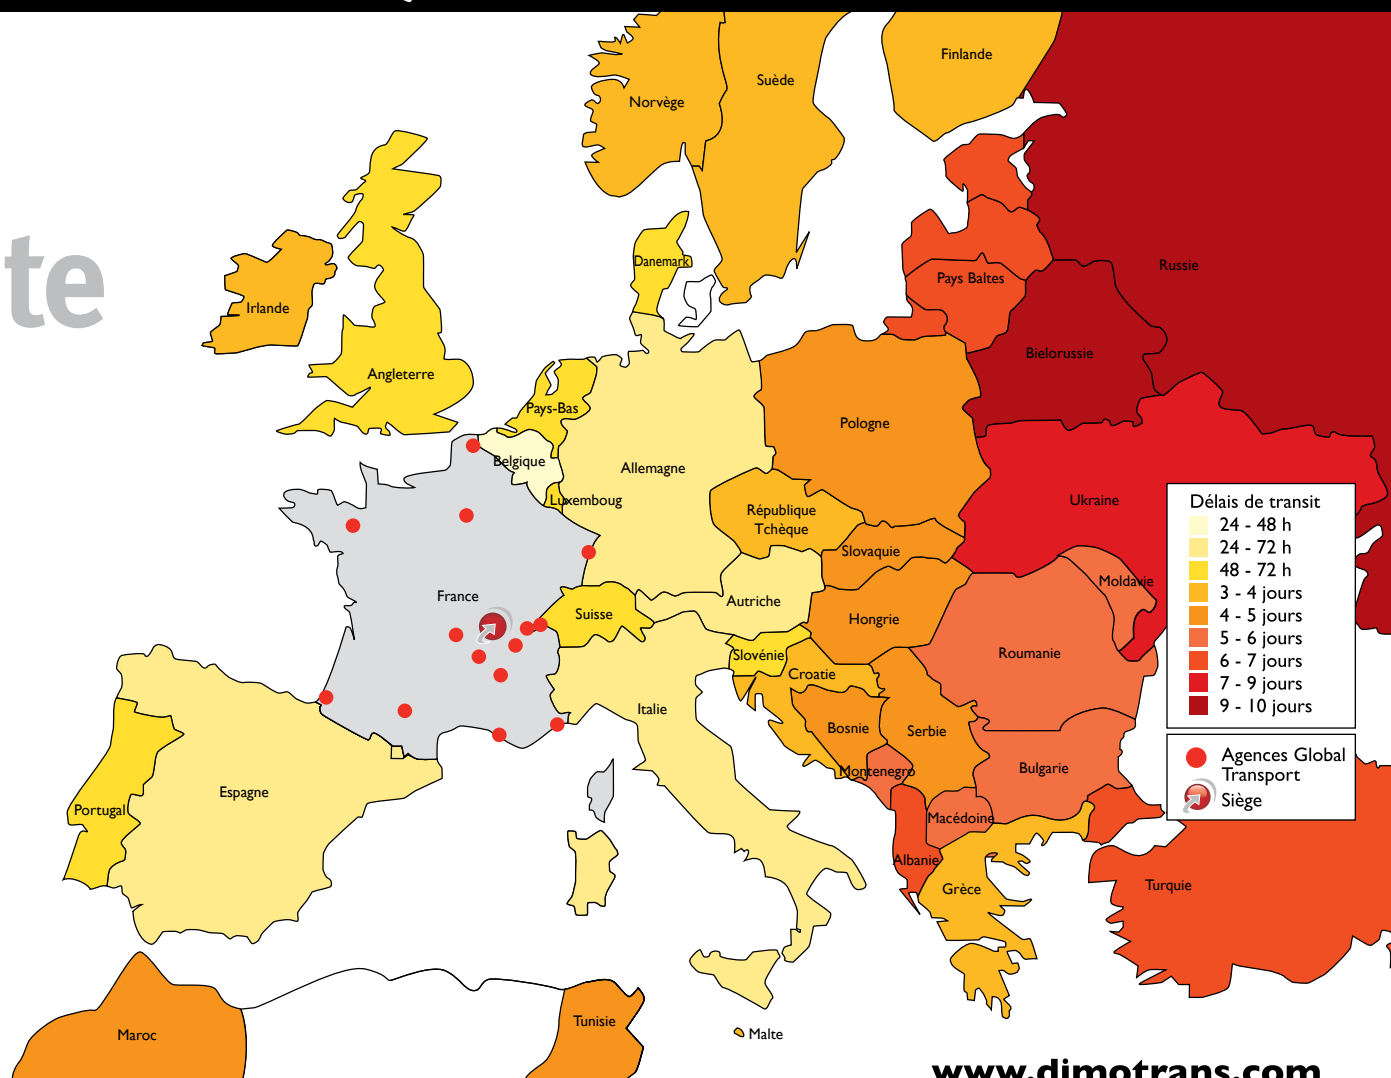 te
Finlande
Suède
Norvège
Russie
Danemark
Pays Baltes
Irlande
Bielorussie
Angleterre
Pays-Bas
Pologne
Belgique
Allemagne
Luxemboug
Ukraine
République
Tchèque
Slovaquie
Moldavie
France
Autriche
Suisse
Hongrie
Roumanie
Slovénie
Croatie
Italie
Bosnie
Serbie
Montenegro
Bulgarie
Espagne
Portugal
Macédoine
Albanie
Grèce
Turquie
Maroc
Tunisie
Malte
Délais de transit
24 - 48 h
24 - 72 h
48 - 72 h
3 - 4 jours
4 - 5 jours
5 - 6 jours
6 - 7 jours
7 - 9 jours
9 - 10 jours
Agences Global
Transport
Siège
www.dimotrans.com